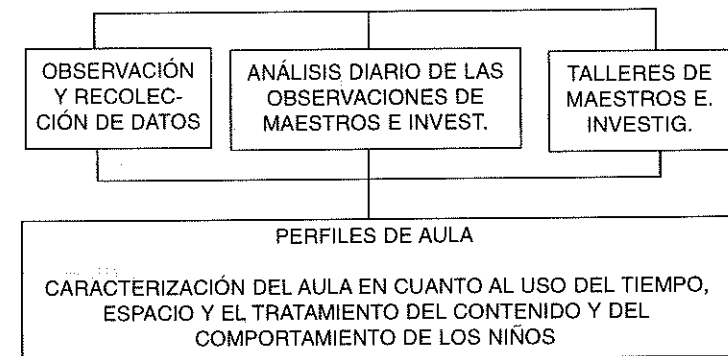 OBSERVACIÓN
Y RECOLEC-
CIÓN DE DATOS
ANÁLISIS DIARIO DE LAS
OBSERVACIONES DE
MAESTROS E INVEST.
TALLERES DE
MAESTROS E.
INVESTIG.
PERFILES DE AULA
CARACTERIZACIÓN DEL AULA EN CUANTO AL USO DEL TIEMPO,
ESPACIO Y EL TRATAMIENTO DEL CONTENIDO Y DEL
COMPORTAMIENTO DE LOS NIÑOS